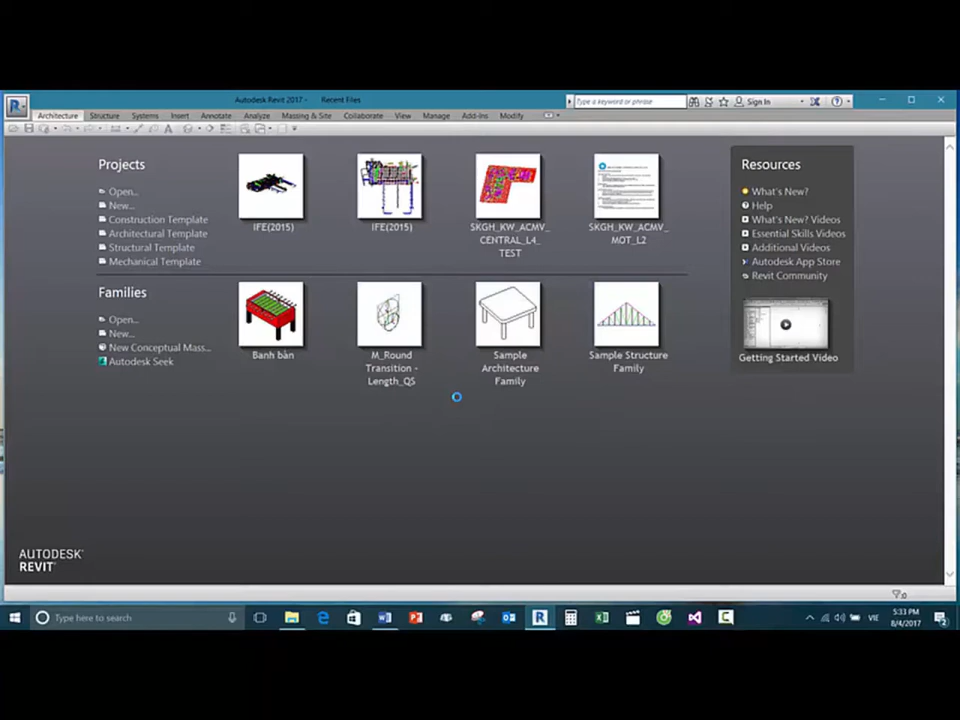 Autodesk Revit 2017 - Recent Files
Type a keyword or phrase
Sign In
Architecture Structure Systems Insert Annotate Analyze Massing & Site Collaborate View Manage Add-Ins Modify
Projects
Open...
New...
Construction Template
Architectural Template
Structural Template
Mechanical Template
IFE(2015)
IFE(2015)
SKGH_KW_ACMV_
CENTRAL_L4_
TEST
SKGH_KW_ACMV_
MOT_L2
Families
Open...
New...
New Conceptual Mass...
Autodesk Seek
Banh bàn
M_Round
Transition -
Length_QS
Sample
Architecture
Family
Sample Structure
Family
Resources
What's New?
Help
What's New? Videos
Essential Skills Videos
Additional Videos
Autodesk App Store
Revit Community
Getting Started Video
AUTODESK
REVIT
Type here to search
VIE
5:33 PM
8/4/2017